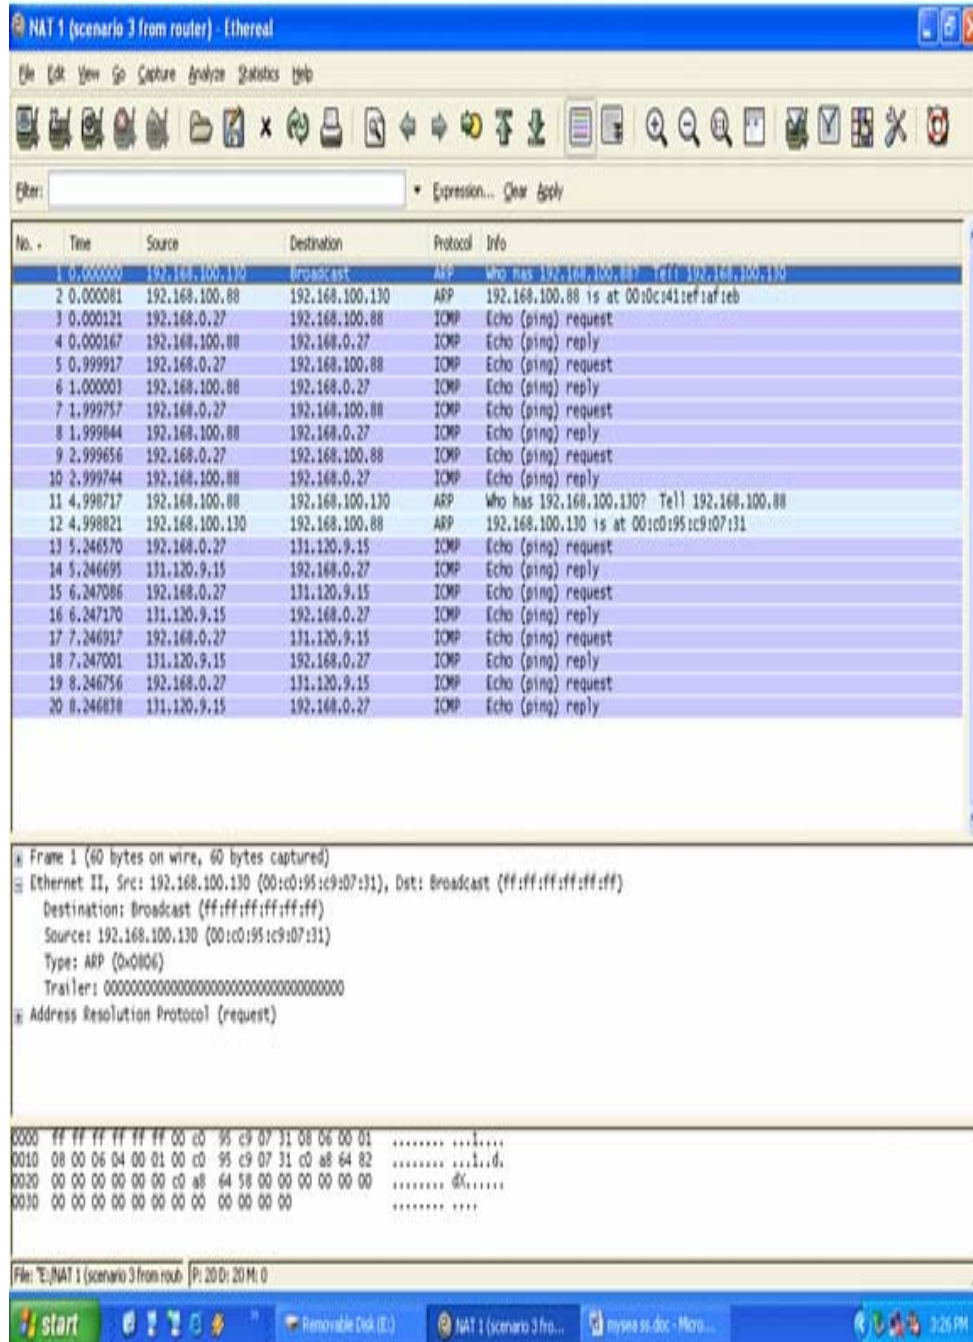 NAT 1 (scenario 3 from router) - Ethereal
File Edit View Go Capture Analyze Statistics Help
Filter: Expression... Clear Apply
No. Time Source Destination Protocol Info
1 0.000000 192.168.100.130 Broadcast ARP Who has 192.168.100.88? Tell 192.168.100.130
2 0.000081 192.168.100.88 192.168.100.130 ARP 192.168.100.88 is at 00:0c:41:ef:af:eb
3 0.000121 192.168.0.27 192.168.100.88 ICMP Echo (ping) request
4 0.000167 192.168.100.88 192.168.0.27 ICMP Echo (ping) reply
5 0.999917 192.168.0.27 192.168.100.88 ICMP Echo (ping) request
6 1.000003 192.168.100.88 192.168.0.27 ICMP Echo (ping) reply
7 1.999757 192.168.0.27 192.168.100.88 ICMP Echo (ping) request
8 1.999844 192.168.100.88 192.168.0.27 ICMP Echo (ping) reply
9 2.999656 192.168.0.27 192.168.100.88 ICMP Echo (ping) request
10 2.999744 192.168.100.88 192.168.0.27 ICMP Echo (ping) reply
11 4.998717 192.168.100.88 192.168.100.130 ARP Who has 192.168.100.130? Tell 192.168.100.88
12 4.998821 192.168.100.130 192.168.100.88 ARP 192.168.100.130 is at 00:c0:95:c9:07:31
13 5.246570 192.168.0.27 131.120.9.15 ICMP Echo (ping) request
14 5.246695 131.120.9.15 192.168.0.27 ICMP Echo (ping) reply
15 6.247086 192.168.0.27 131.120.9.15 ICMP Echo (ping) request
16 6.247170 131.120.9.15 192.168.0.27 ICMP Echo (ping) reply
17 7.246917 192.168.0.27 131.120.9.15 ICMP Echo (ping) request
18 7.247001 131.120.9.15 192.168.0.27 ICMP Echo (ping) reply
19 8.246756 192.168.0.27 131.120.9.15 ICMP Echo (ping) request
20 8.246838 131.120.9.15 192.168.0.27 ICMP Echo (ping) reply
Frame 1 (60 bytes on wire, 60 bytes captured)
Ethernet II, Src: 192.168.100.130 (00:c0:95:c9:07:31), Dst: Broadcast (ff:ff:ff:ff:ff:ff)
Destination: Broadcast (ff:ff:ff:ff:ff:ff)
Source: 192.168.100.130 (00:c0:95:c9:07:31)
Type: ARP (0x0806)
Trailer: 000000000000000000000000000000000000
Address Resolution Protocol (request)
0000 ff ff ff ff ff ff 00 c0 95 c9 07 31 08 06 00 01 ........ ...1....
0010 08 00 06 04 00 01 00 c0 95 c9 07 31 c0 a8 64 82 ........ ...1..d.
0020 00 00 00 00 00 00 c0 a8 64 58 00 00 00 00 00 00 ........ dX......
0030 00 00 00 00 00 00 00 00 00 00 00 00 ........ ....
File: "E:/NAT 1 (scenario 3 from routi P: 20 D: 20 M: 0
start Removable Disk (E:) NAT 1 (scenario 3 fro... mysea ss.doc - Micro... 3:26 PM